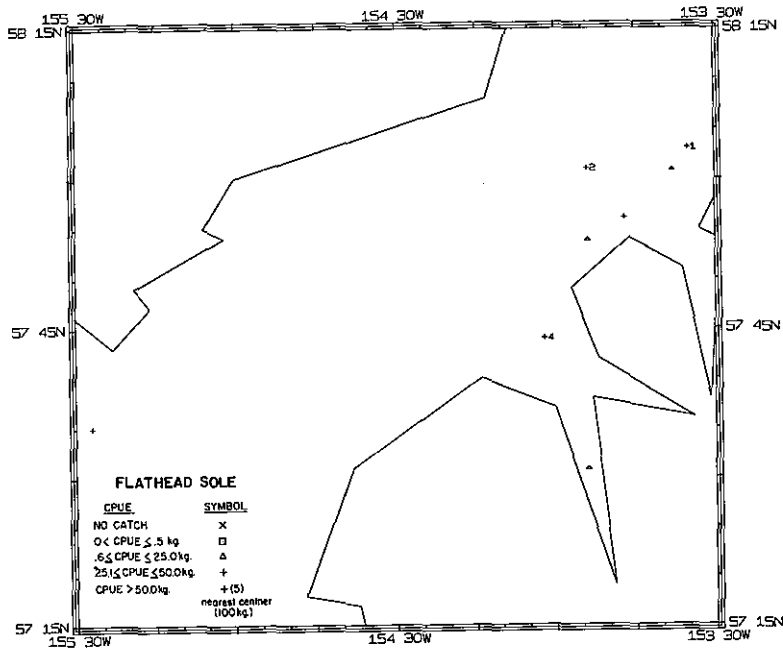 155 30W 154 30W 153 30W
58 15N 58 15N
+1
+2
57 45N 57 45N
+4
FLATHEAD SOLE
CPUE SYMBOL
NO CATCH x
0< CPUE ≤ .5 kg □
.6≤ CPUE ≤ 25.0kg. △
25.1≤ CPUE ≤50.0kg. +
CPUE > 50.0kg. +(5)
nearest centner
(100kg.)
57 15N 57 15N
155 30W 154 30W 153 30W